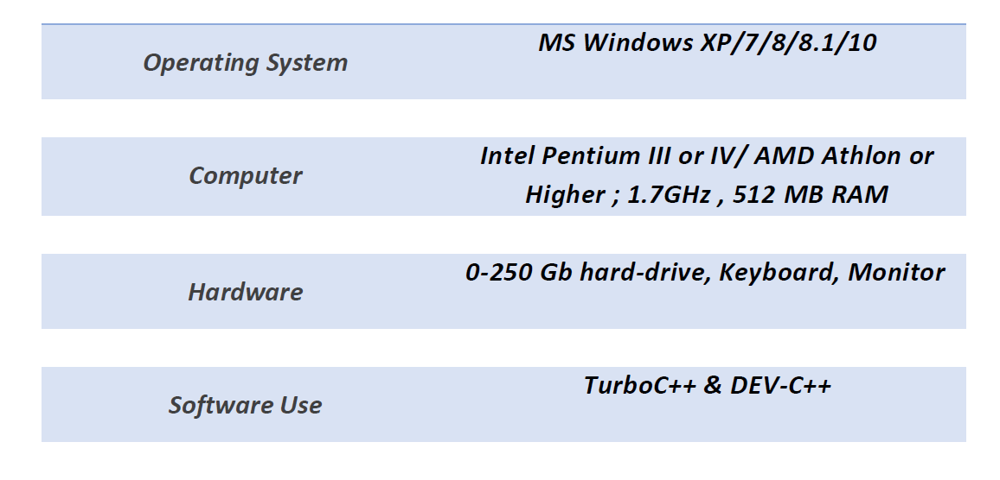 Operating System
MS Windows XP/7/8/8.1/10
Computer
Intel Pentium III or IV/ AMD Athlon or
Higher ; 1.7GHz , 512 MB RAM
Hardware
0-250 Gb hard-drive, Keyboard, Monitor
Software Use
TurboC++ & DEV-C++